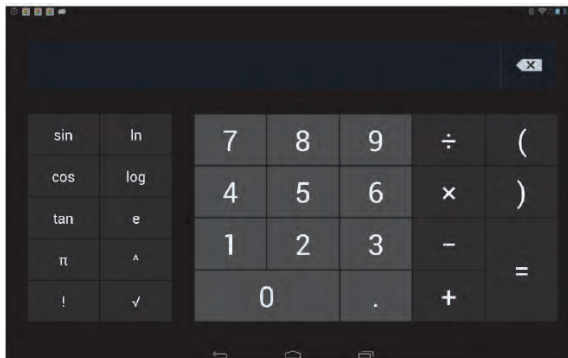 sin ln
cos log
tan e
π ^
! √
7 8 9 ÷ (
4 5 6 × )
1 2 3 − =
0 . +